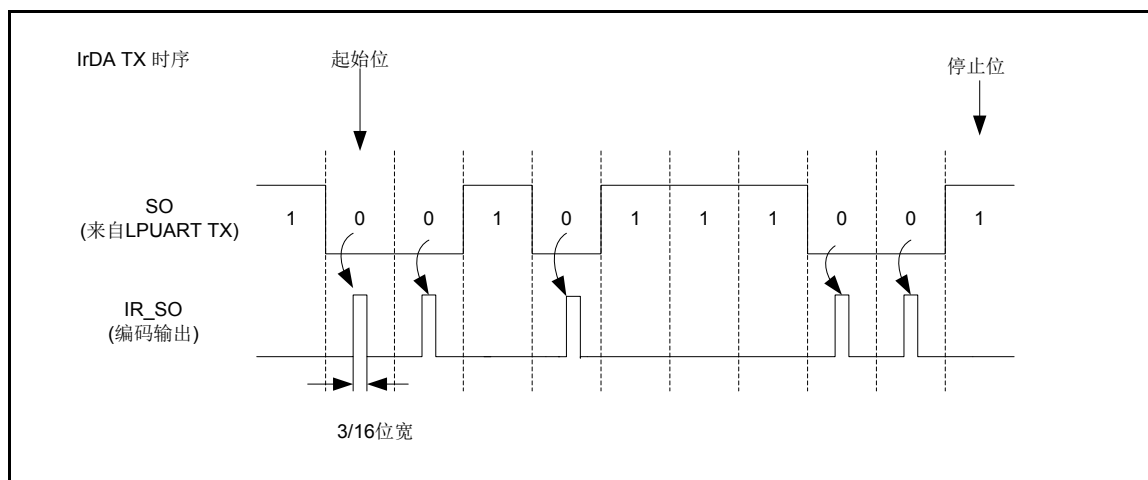 IrDA TX 时序
起始位
停止位
SO
(来自LPUART TX)
1 0 0 1 0 1 1 1 0 0 1
IR_SO
(编码输出)
3/16位宽